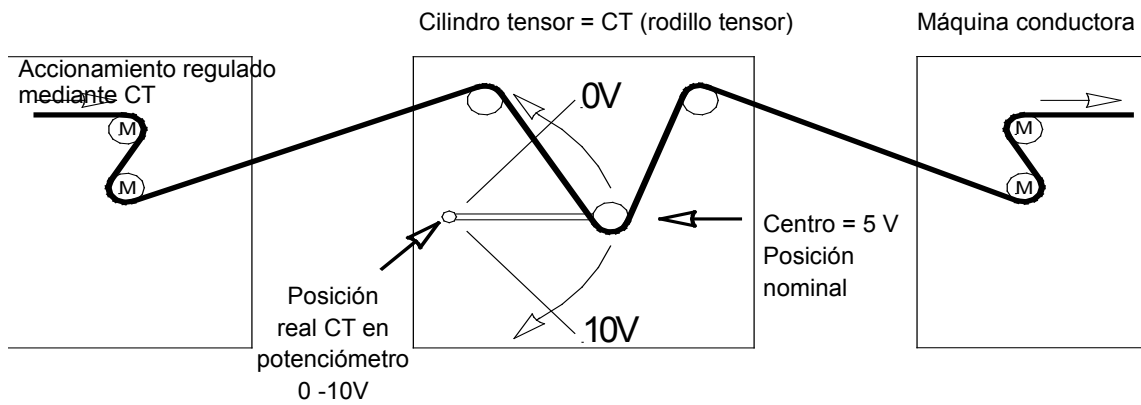 Cilindro tensor = CT (rodillo tensor)
Máquina conductora
Accionamiento regulado
mediante CT
0V
M
M
M
M
Centro = 5 V
Posición
nominal
Posición
real CT en
potenciómetro
0 -10V
10V